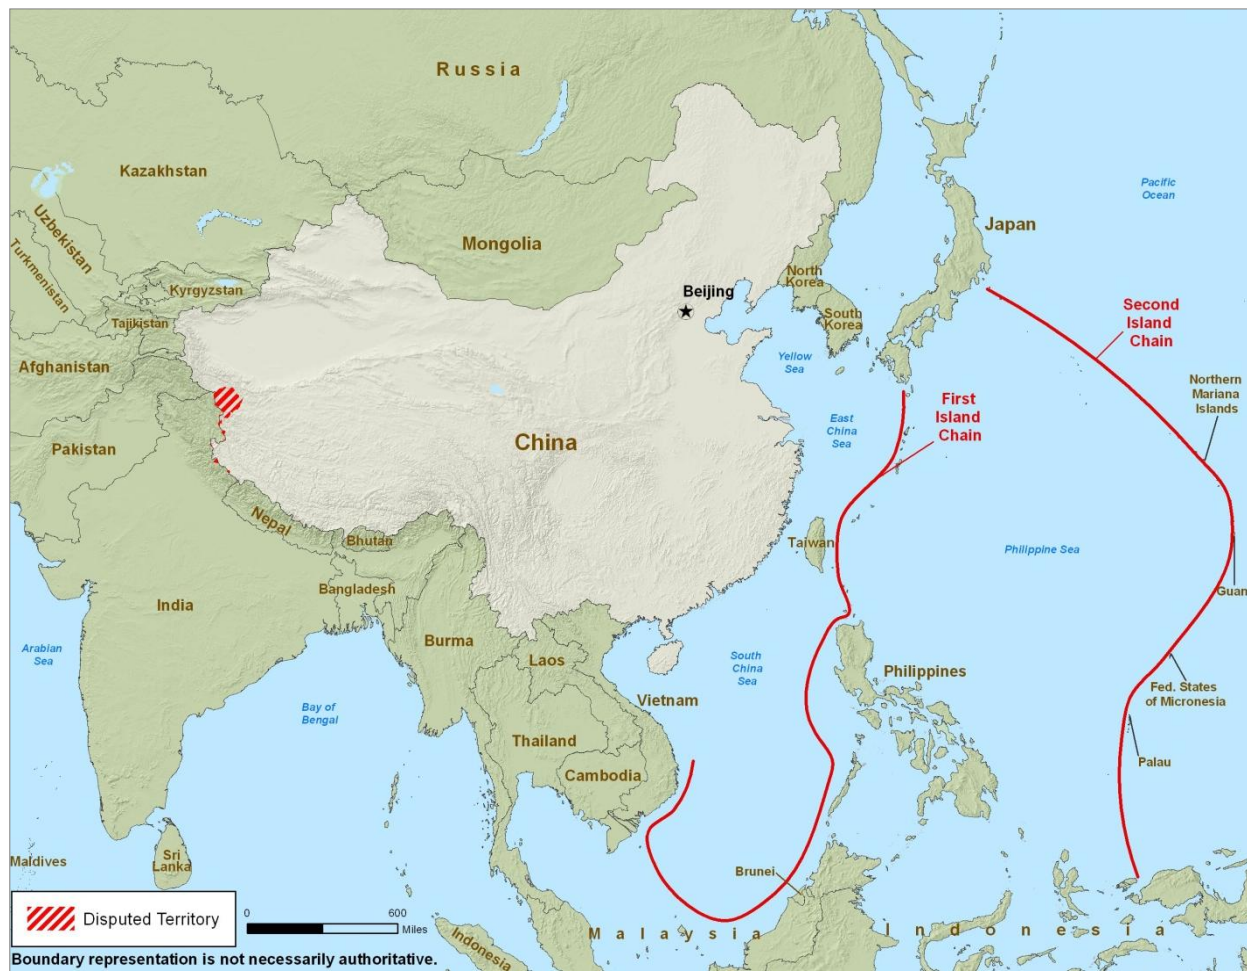 Russia
Kazakhstan
Pacific
Ocean
Uzbekistan
Japan
Mongolia
Turkmenistan
North
Korea
Kyrgyzstan
Beijing
Second
Island
Chain
South
Korea
Tajikistan
Yellow
Sea
Afghanistan
Northern
Mariana
Islands
First
Island
Chain
East
China
Sea
China
Pakistan
Nepal
Bhutan
Taiwan
Philippine Sea
Bangladesh
Guam
India
Burma
Arabian
Sea
Laos
South
China
Sea
Philippines
Vietnam
Fed. States
of Micronesia
Bay of
Bengal
Thailand
Palau
Cambodia
Maldives
Sri
Lanka
Brunei
Disputed Territory
0
600
Miles
Malaysia
Indonesia
Indonesia
Boundary representation is not necessarily authoritative.